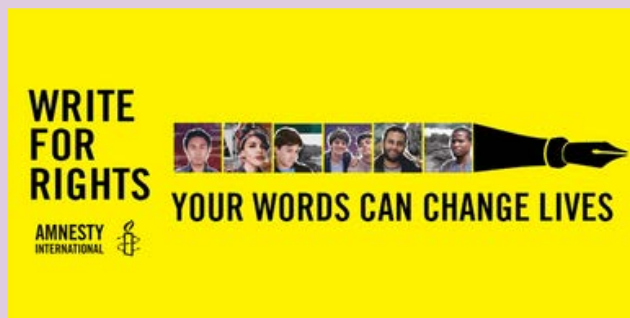 WRITE
FOR
RIGHTS
AMNESTY
INTERNATIONAL
YOUR WORDS CAN CHANGE LIVES